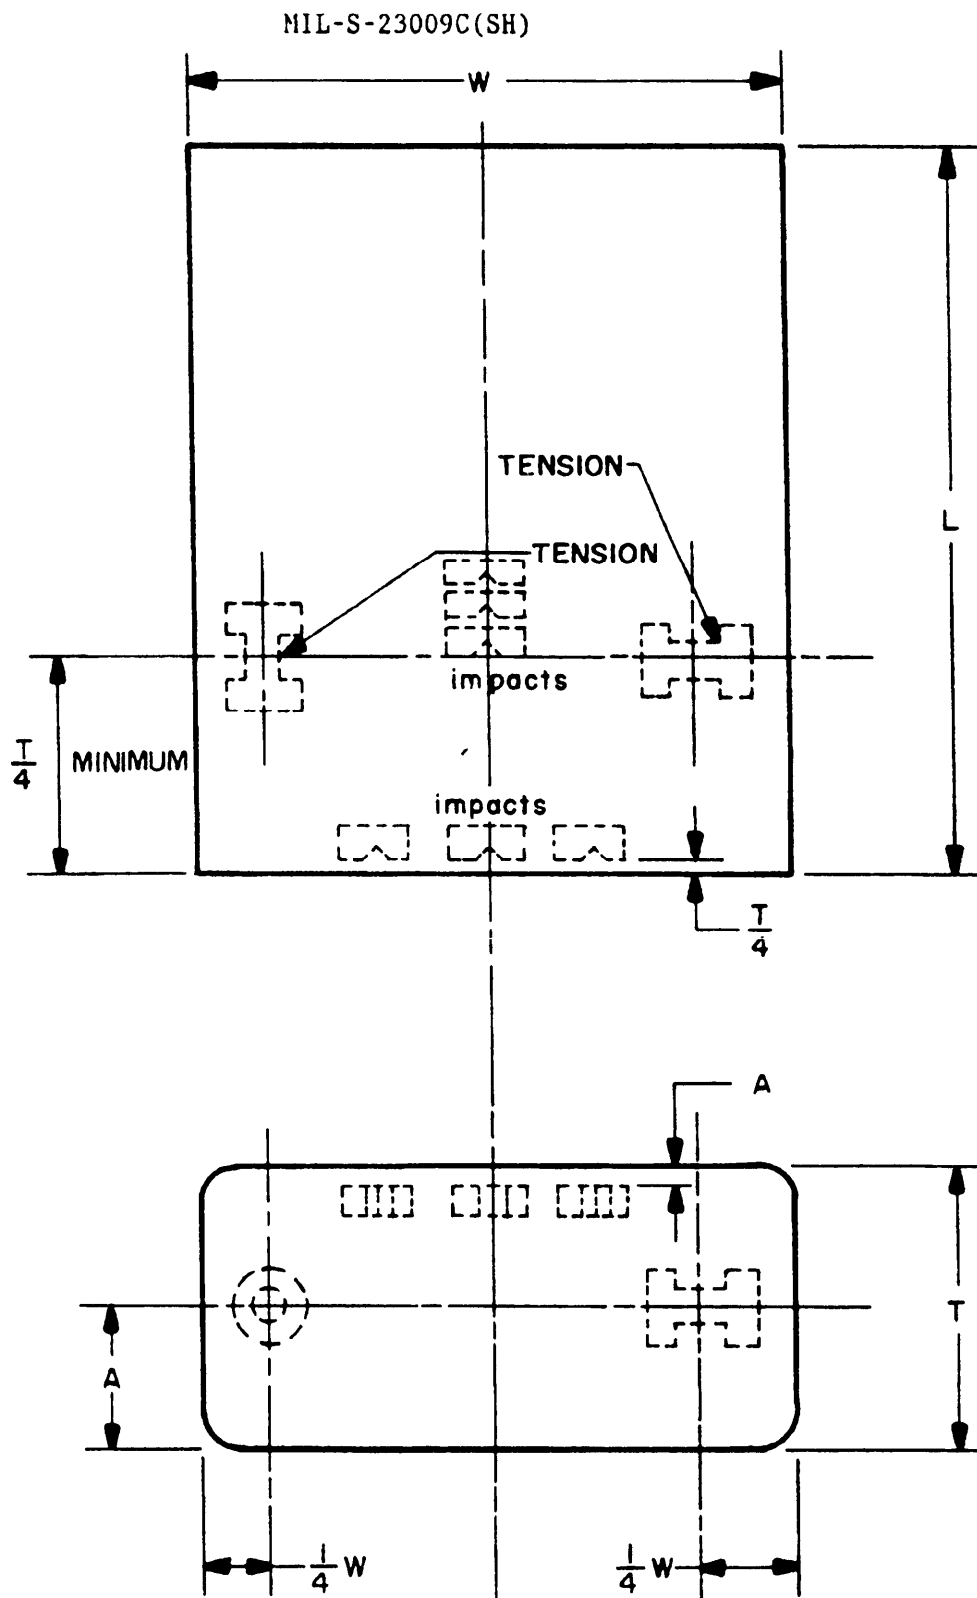 MIL-S-23009C(SH)
W
TENSION
L
TENSION
impacts
T/4 MINIMUM
impacts
T/4
A
T
A
1/4 W
1/4 W